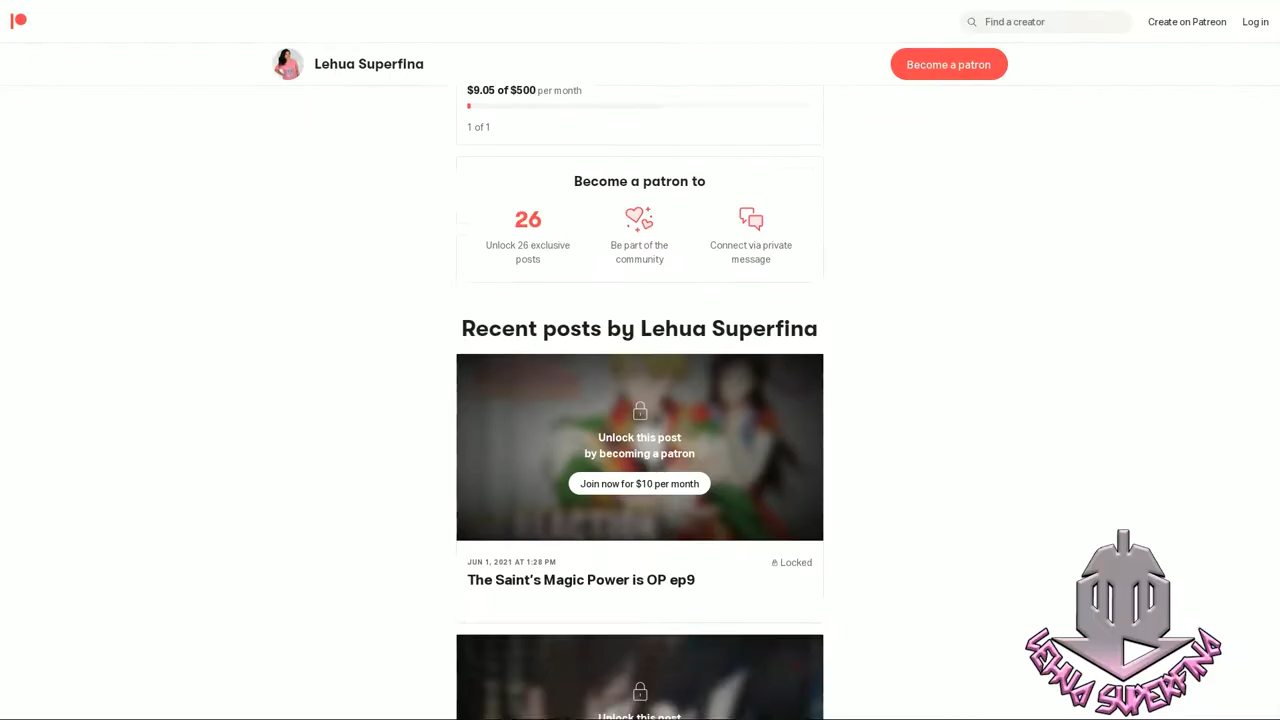 Find a creator
Create on Patreon
Log in
Lehua Superfina
Become a patron
$9.05 of $500 per month
1 of 1
Become a patron to
26
Unlock 26 exclusive
posts
Be part of the
community
Connect via private
message
Recent posts by Lehua Superfina
Unlock this post
by becoming a patron
Join now for $10 per month
REACTION
JUN 1, 2021 AT 1:28 PM
Locked
The Saint's Magic Power is OP ep9
Unlock this post
LEHUA SUPERFINA